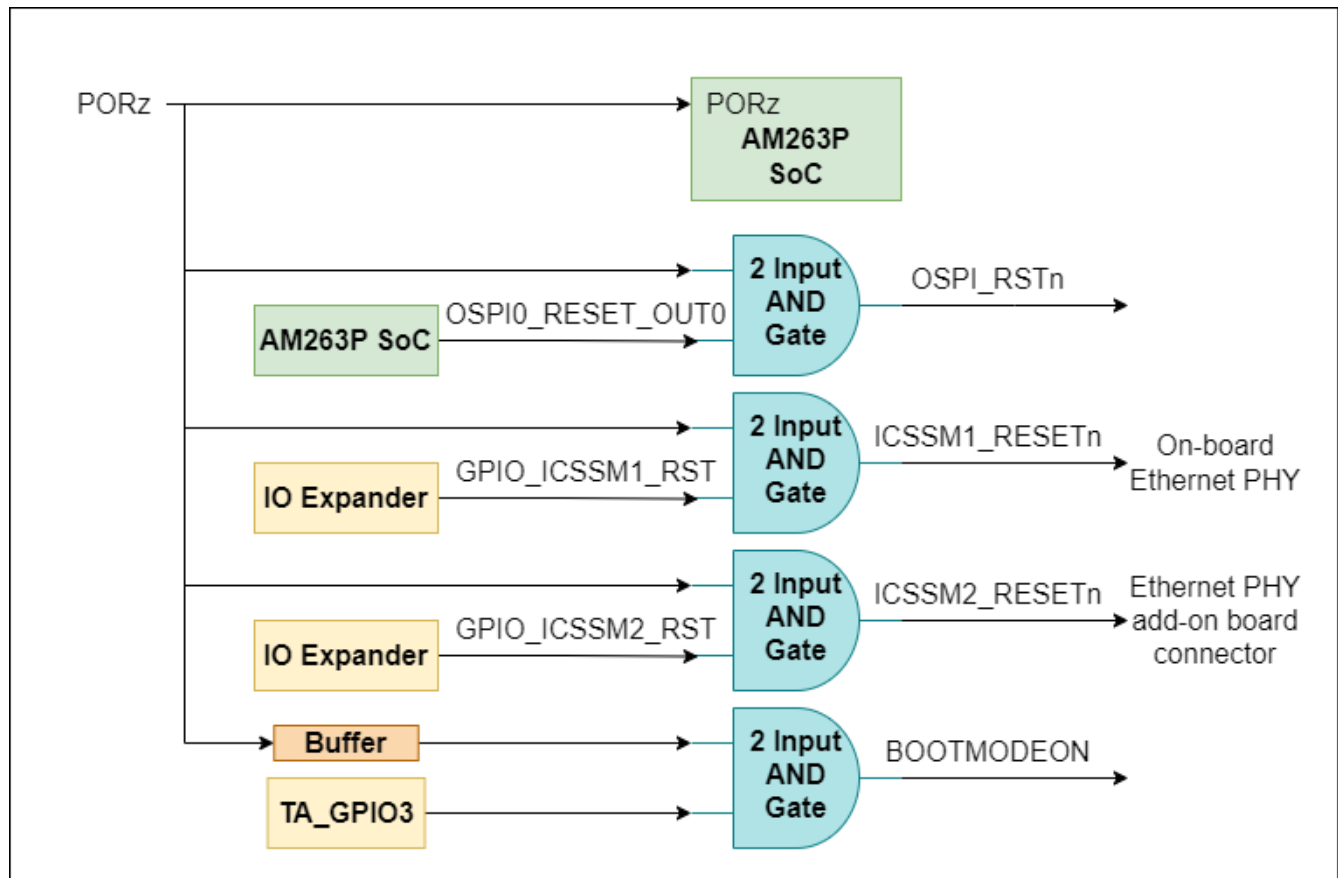 PORz
PORz
AM263P
SoC
2 Input
AND
Gate
OSPI_RSTn
OSPI0_RESET_OUT0
AM263P SoC
2 Input
AND
Gate
ICSSM1_RESETn
On-board
Ethernet PHY
GPIO_ICSSM1_RST
IO Expander
2 Input
AND
Gate
ICSSM2_RESETn
Ethernet PHY
add-on board
connector
GPIO_ICSSM2_RST
IO Expander
Buffer
2 Input
AND
Gate
BOOTMODEON
TA_GPIO3